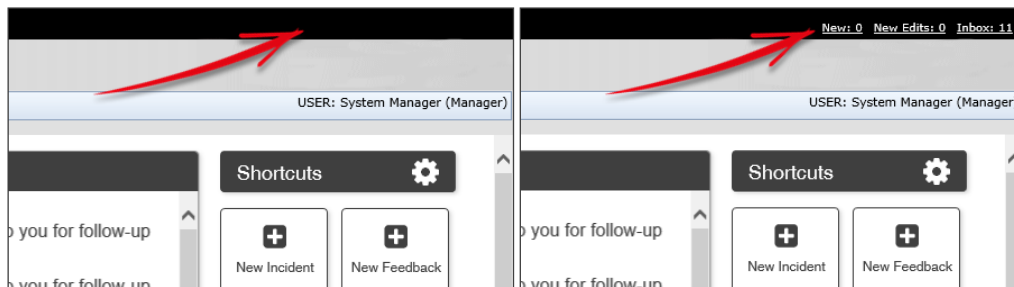 USER: System Manager (Manager)
Shortcuts
o you for follow-up
New Incident
New Feedback
o you for follow-up
New: 0 New Edits: 0 Inbox: 11
USER: System Manager (Manager
Shortcuts
o you for follow-up
New Incident
New Feedback
o you for follow-up